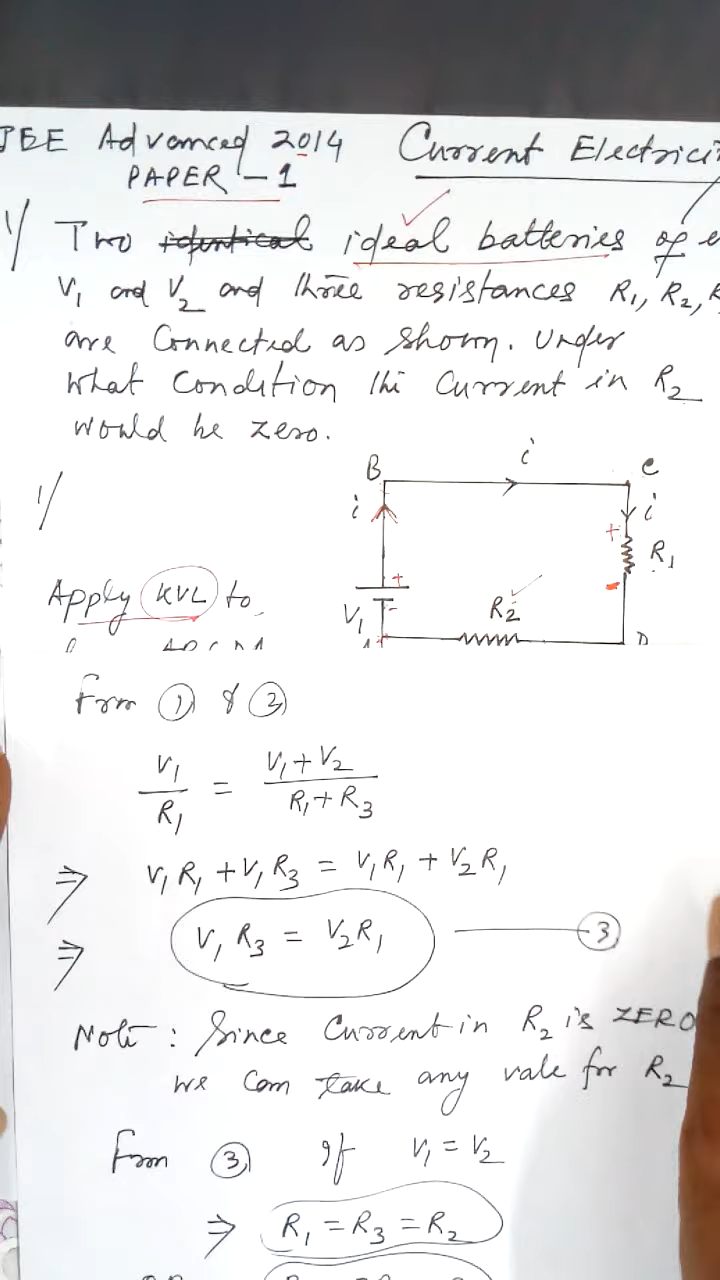 JEE Advanced 2014 Current Electrici
PAPER - 1
1/ Two identical ideal batteries of e
V₁ and V₂ and three resistances R₁, R₂, R
are Connected as shown. Under
what Condition the Current in R₂
would be zero.
1/
B i C
i i
+ R₁
+ -
V₁ - R₂
A D
Apply KVL to
From ① & ②
V₁/R₁ = (V₁ + V₂)/(R₁ + R₃)
⇒ V₁R₁ + V₁R₃ = V₁R₁ + V₂R₁
⇒ V₁R₃ = V₂R₁ ③
Note : Since Current in R₂ is ZERO
we Can take any vale for R₂
From ③ If V₁ = V₂
⇒ R₁ = R₃ = R₂